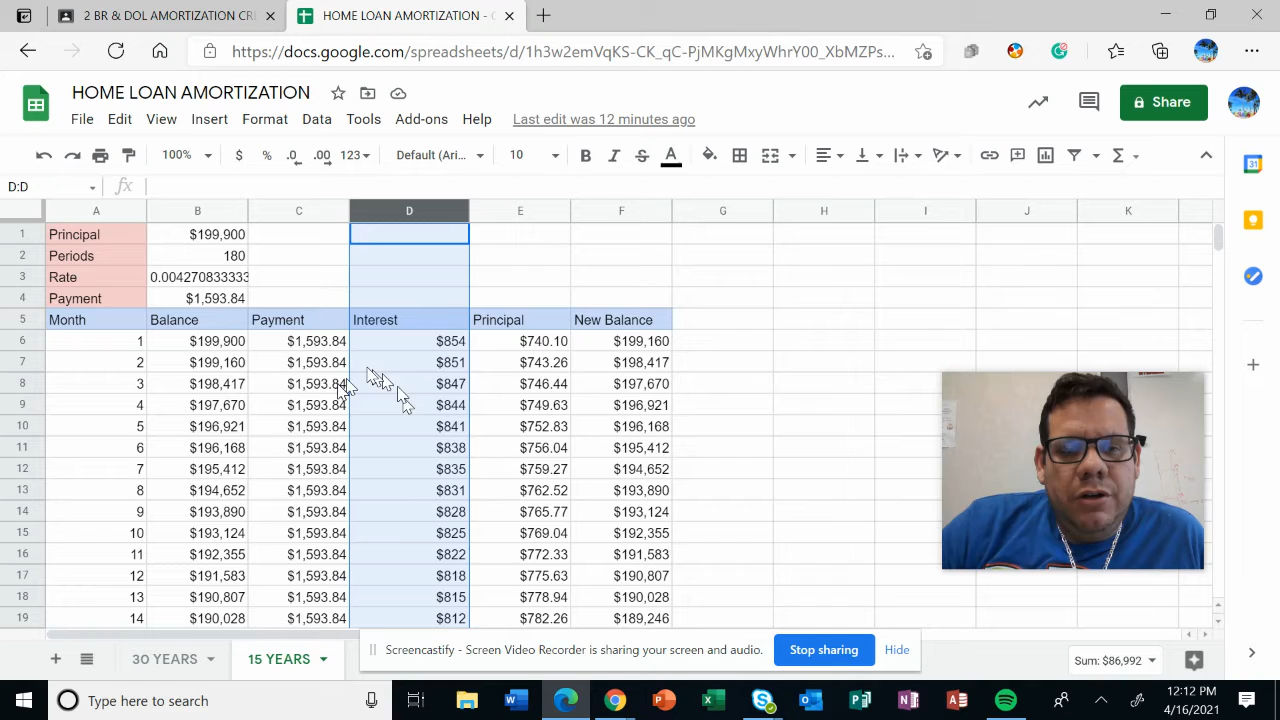 2 BR & DOL AMORTIZATION CRE
HOME LOAN AMORTIZATION -
https://docs.google.com/spreadsheets/d/1h3w2emVqKS-CK_qC-PjMKgMxyWhrY00_XbMZPs...
HOME LOAN AMORTIZATION
Share
File Edit View Insert Format Data Tools Add-ons Help Last edit was 12 minutes ago
100% $ % .0 .00 123 Default (Ari... 10 B I S A
D:D fx
A B C D E F G H I J K
1 Principal $199,900
2 Periods 180
3 Rate 0.004270833333
4 Payment $1,593.84
5 Month Balance Payment Interest Principal New Balance
6 1 $199,900 $1,593.84 $854 $740.10 $199,160
7 2 $199,160 $1,593.84 $851 $743.26 $198,417
8 3 $198,417 $1,593.84 $847 $746.44 $197,670
9 4 $197,670 $1,593.84 $844 $749.63 $196,921
10 5 $196,921 $1,593.84 $841 $752.83 $196,168
11 6 $196,168 $1,593.84 $838 $756.04 $195,412
12 7 $195,412 $1,593.84 $835 $759.27 $194,652
13 8 $194,652 $1,593.84 $831 $762.52 $193,890
14 9 $193,890 $1,593.84 $828 $765.77 $193,124
15 10 $193,124 $1,593.84 $825 $769.04 $192,355
16 11 $192,355 $1,593.84 $822 $772.33 $191,583
17 12 $191,583 $1,593.84 $818 $775.63 $190,807
18 13 $190,807 $1,593.84 $815 $778.94 $190,028
19 14 $190,028 $1,593.84 $812 $782.26 $189,246
Screencastify - Screen Video Recorder is sharing your screen and audio. Stop sharing Hide
30 YEARS 15 YEARS Sum: $86,992
Type here to search
12:12 PM
4/16/2021